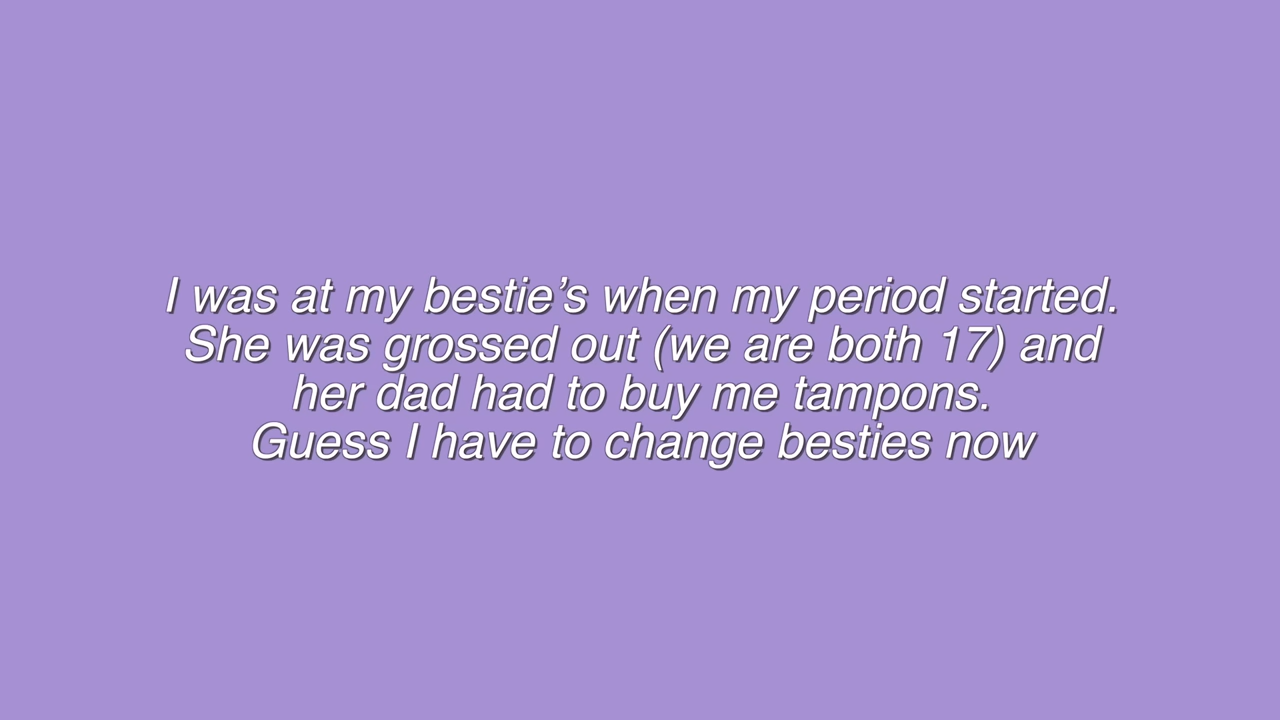 I was at my bestie’s when my period started.
She was grossed out (we are both 17) and
her dad had to buy me tampons.
Guess I have to change besties now